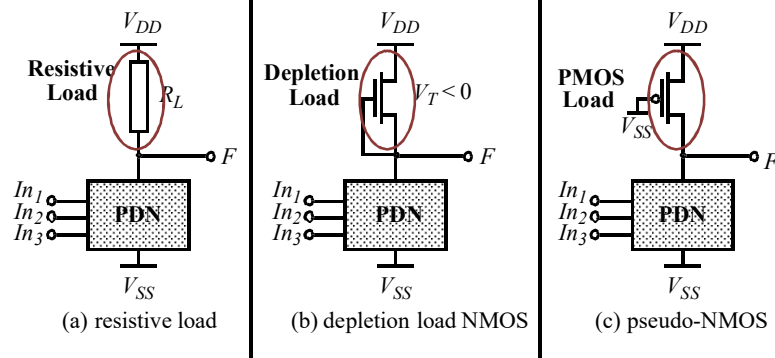 V_DD
Resistive
Load
R_L
F
In_1
In_2
In_3
PDN
V_SS
(a) resistive load
V_DD
Depletion
Load
V_T < 0
F
In_1
In_2
In_3
PDN
V_SS
(b) depletion load NMOS
V_DD
PMOS
Load
V_SS
F
In_1
In_2
In_3
PDN
V_SS
(c) pseudo-NMOS